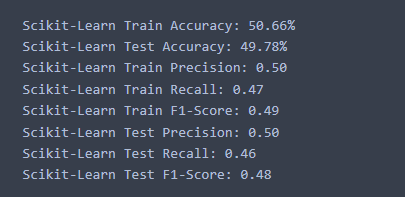 Scikit-Learn Train Accuracy: 50.66%
Scikit-Learn Test Accuracy: 49.78%
Scikit-Learn Train Precision: 0.50
Scikit-Learn Train Recall: 0.47
Scikit-Learn Train F1-Score: 0.49
Scikit-Learn Test Precision: 0.50
Scikit-Learn Test Recall: 0.46
Scikit-Learn Test F1-Score: 0.48